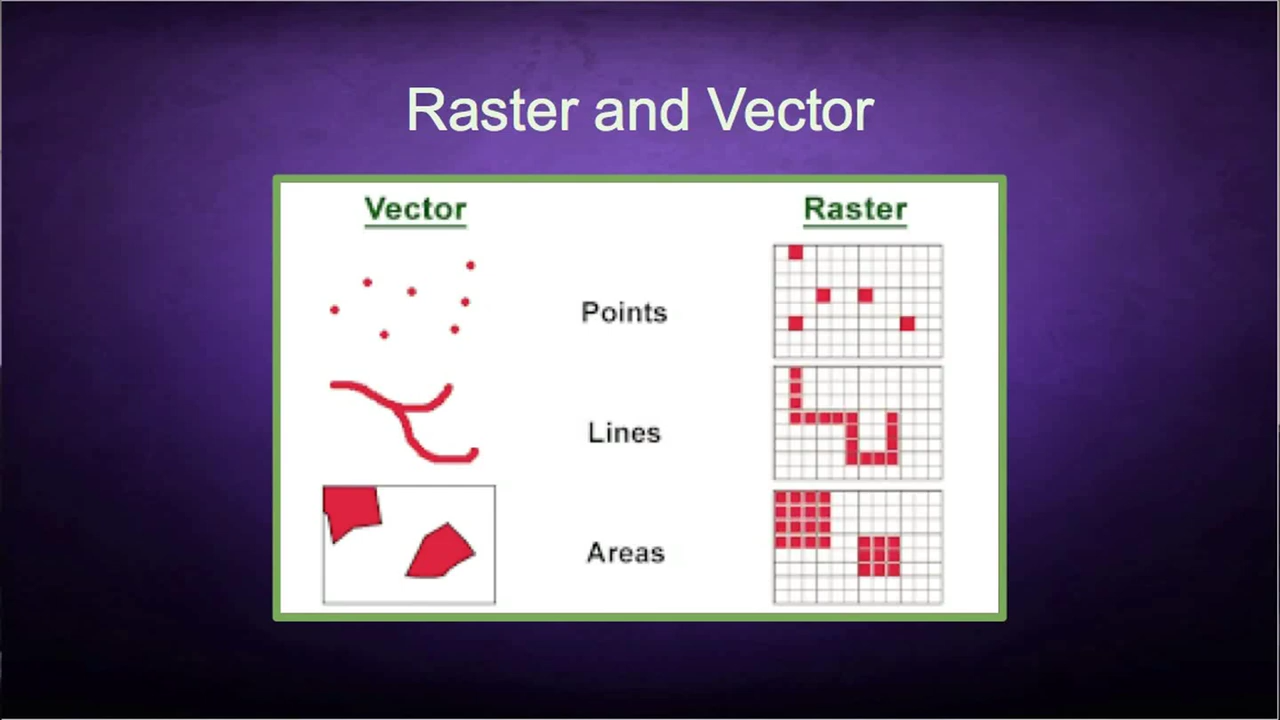 Raster and Vector
Vector
Raster
Points
Lines
Areas